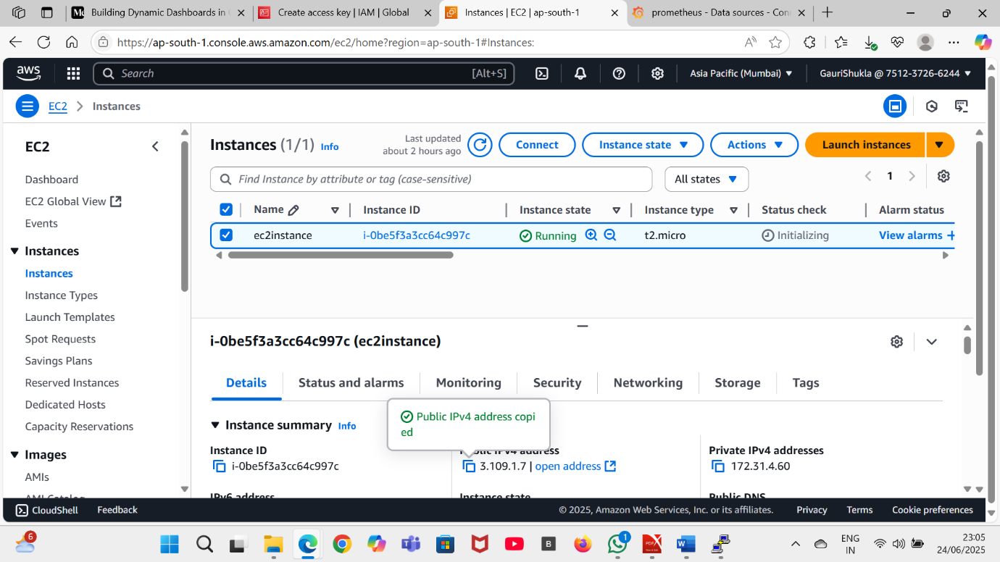 Building Dynamic Dashboards in
Create access key | IAM | Global
Instances | EC2 | ap-south-1
prometheus - Data sources - Con
https://ap-south-1.console.aws.amazon.com/ec2/home?region=ap-south-1#Instances:
aws
Search
[Alt+S]
Asia Pacific (Mumbai)
GauriShukla @ 7512-3726-6244
EC2
Instances
EC2
Dashboard
EC2 Global View
Events
Instances
Instances
Instance Types
Launch Templates
Spot Requests
Savings Plans
Reserved Instances
Dedicated Hosts
Capacity Reservations
Images
AMIs
AMI Catalog
Instances (1/1) Info
Last updated
about 2 hours ago
Connect
Instance state
Actions
Launch instances
Find Instance by attribute or tag (case-sensitive)
All states
1
Name
Instance ID
Instance state
Instance type
Status check
Alarm status
ec2instance
i-0be5f3a3cc64c997c
Running
t2.micro
Initializing
View alarms +
i-0be5f3a3cc64c997c (ec2instance)
Details
Status and alarms
Monitoring
Security
Networking
Storage
Tags
Public IPv4 address copi
ed
Instance summary Info
Instance ID
i-0be5f3a3cc64c997c
Public IPv4 address
3.109.1.7 | open address
Private IPv4 addresses
172.31.4.60
IPv6 address
Instance state
Public DNS
CloudShell
Feedback
© 2025, Amazon Web Services, Inc. or its affiliates.
Privacy
Terms
Cookie preferences
6
B
1
PDF
ENG
IN
23:05
24/06/2025